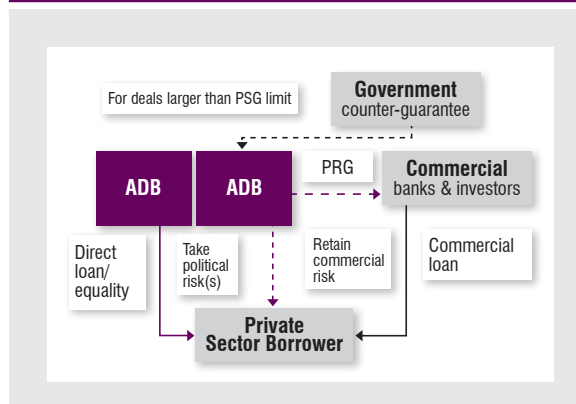 Government
counter-guarantee
For deals larger than PSG limit
ADB
ADB
PRG
Commercial
banks & investors
Direct
loan/
equality
Take
political
risk(s)
Retain
commercial
risk
Commercial
loan
Private
Sector Borrower